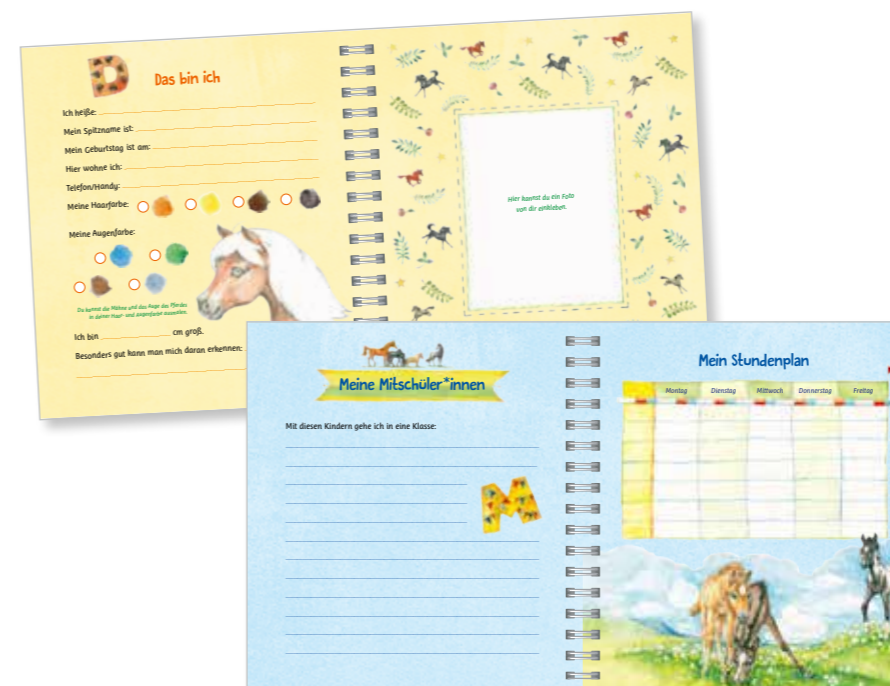 D
Das bin ich
Ich heiße:
Mein Spitzname ist:
Mein Geburtstag ist am:
Hier wohne ich:
Telefon/Handy:
Meine Haarfarbe:
Meine Augenfarbe:
Du kannst die Mähne und das Auge des Pferdes
in deiner Haar- und Augenfarbe ausmalen.
Ich bin cm groß.
Besonders gut kann man mich daran erkennen:
Hier kannst du ein Foto
von dir einkleben.
Meine Mitschüler*innen
Mit diesen Kindern gehe ich in eine Klasse:
M
Mein Stundenplan
Montag Dienstag Mittwoch Donnerstag Freitag